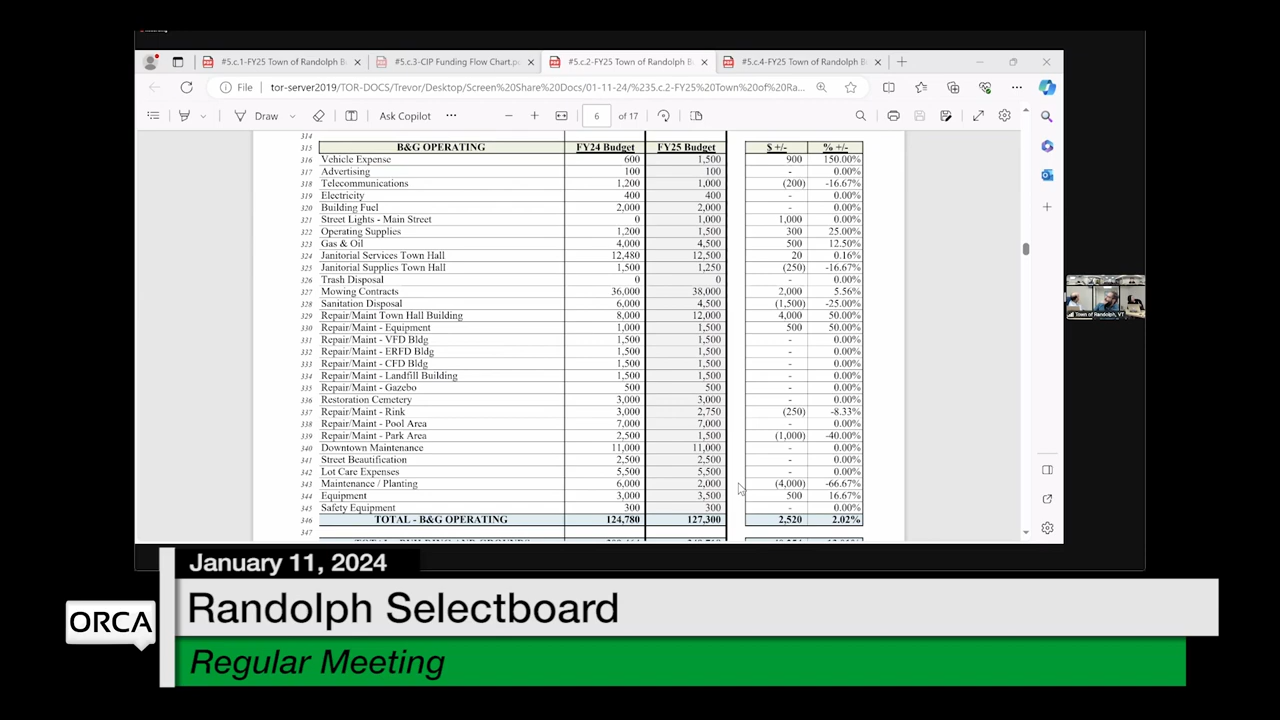 #5.c.1-FY25 Town of Randolph B #5.c.3-CIP Funding Flow Chart.p #5.c.2-FY25 Town of Randolph B #5.c.4-FY25 Town of Randolph B
File tor-server2019/TOR-DOCS/Trevor/Desktop/Screen%20Share%20Docs/01-11-24/%235.c.2-FY25%20Town%20of%20Ra...
Draw Ask Copilot 6 of 17
314
315 B&G OPERATING FY24 Budget FY25 Budget $ +/- % +/-
316 Vehicle Expense 600 1,500 900 150.00%
317 Advertising 100 100 - 0.00%
318 Telecommunications 1,200 1,000 (200) -16.67%
319 Electricity 400 400 - 0.00%
320 Building Fuel 2,000 2,000 - 0.00%
321 Street Lights - Main Street 0 1,000 1,000 0.00%
322 Operating Supplies 1,200 1,500 300 25.00%
323 Gas & Oil 4,000 4,500 500 12.50%
324 Janitorial Services Town Hall 12,480 12,500 20 0.16%
325 Janitorial Supplies Town Hall 1,500 1,250 (250) -16.67%
326 Trash Disposal 0 0 - 0.00%
327 Mowing Contracts 36,000 38,000 2,000 5.56%
328 Sanitation Disposal 6,000 4,500 (1,500) -25.00%
329 Repair/Maint Town Hall Building 8,000 12,000 4,000 50.00%
330 Repair/Maint - Equipment 1,000 1,500 500 50.00%
331 Repair/Maint - VFD Bldg 1,500 1,500 - 0.00%
332 Repair/Maint - ERFD Bldg 1,500 1,500 - 0.00%
333 Repair/Maint - CFD Bldg 1,500 1,500 - 0.00%
334 Repair/Maint - Landfill Building 1,500 1,500 - 0.00%
335 Repair/Maint - Gazebo 500 500 - 0.00%
336 Restoration Cemetery 3,000 3,000 - 0.00%
337 Repair/Maint - Rink 3,000 2,750 (250) -8.33%
338 Repair/Maint - Pool Area 7,000 7,000 - 0.00%
339 Repair/Maint - Park Area 2,500 1,500 (1,000) -40.00%
340 Downtown Maintenance 11,000 11,000 - 0.00%
341 Street Beautification 2,500 2,500 - 0.00%
342 Lot Care Expenses 5,500 5,500 - 0.00%
343 Maintenance / Planting 6,000 2,000 (4,000) -66.67%
344 Equipment 3,000 3,500 500 16.67%
345 Safety Equipment 300 300 - 0.00%
346 TOTAL - B&G OPERATING 124,780 127,300 2,520 2.02%
347
Town of Randolph, VT
January 11, 2024
Randolph Selectboard
ORCA
Regular Meeting